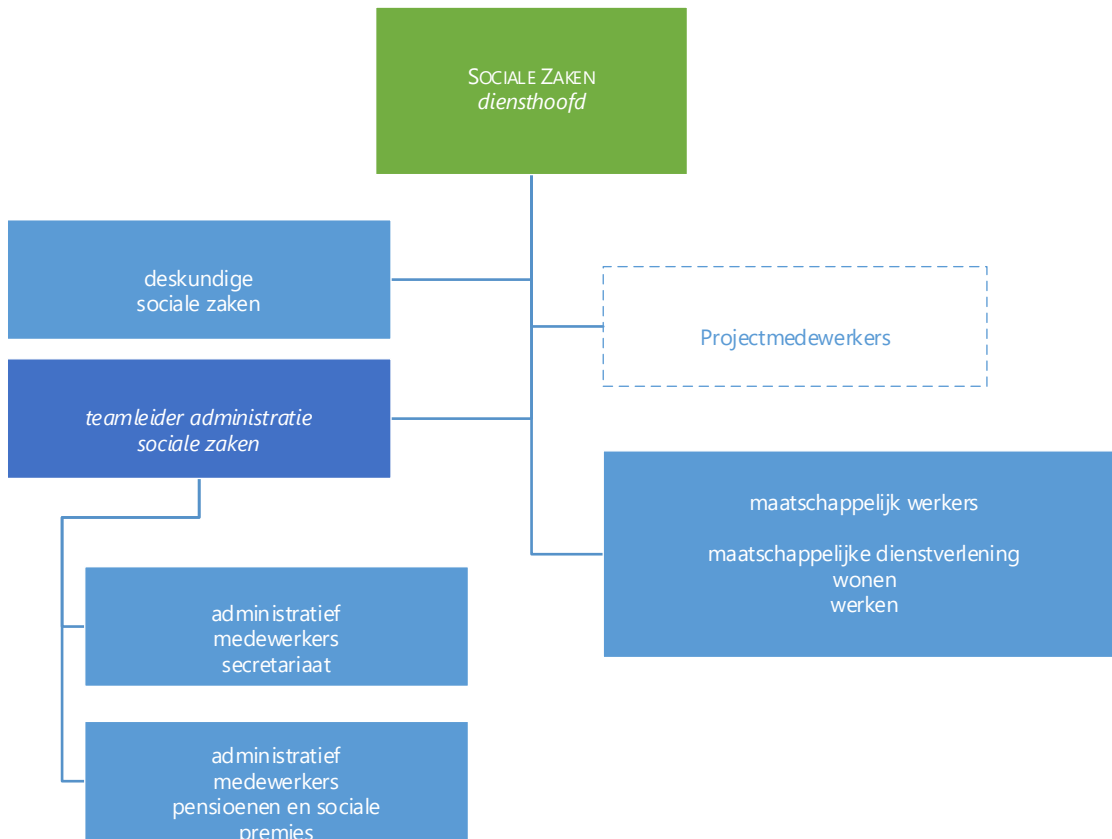 SOCIALE ZAKEN
diensthoofd
deskundige
sociale zaken
Projectmedewerkers
teamleider administratie
sociale zaken
maatschappelijk werkers
maatschappelijke dienstverlening
wonen
werken
administratief
medewerkers
secretariaat
administratief
medewerkers
pensioenen en sociale
premies